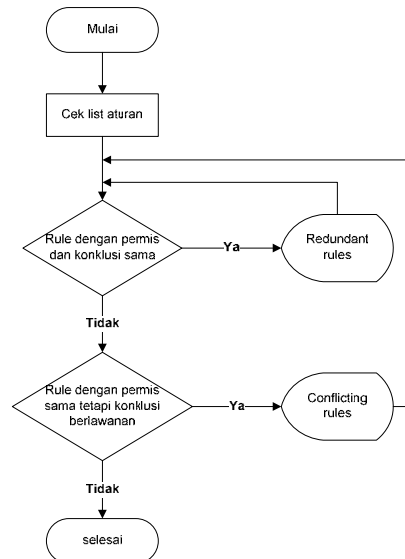 Mulai
Cek list aturan
Rule dengan permis
dan konklusi sama
Ya
Redundant
rules
Tidak
Rule dengan permis
sama tetapi konklusi
berlawanan
Ya
Conflicting
rules
Tidak
selesai